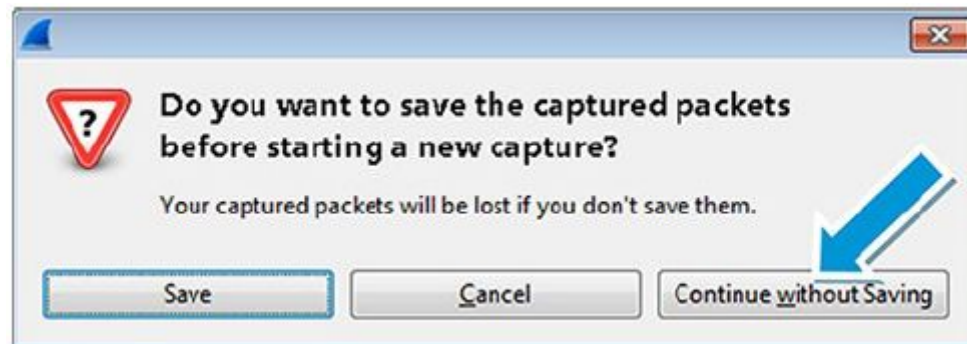 ?
Do you want to save the captured packets
before starting a new capture?
Your captured packets will be lost if you don't save them.
Save Cancel Continue without Saving